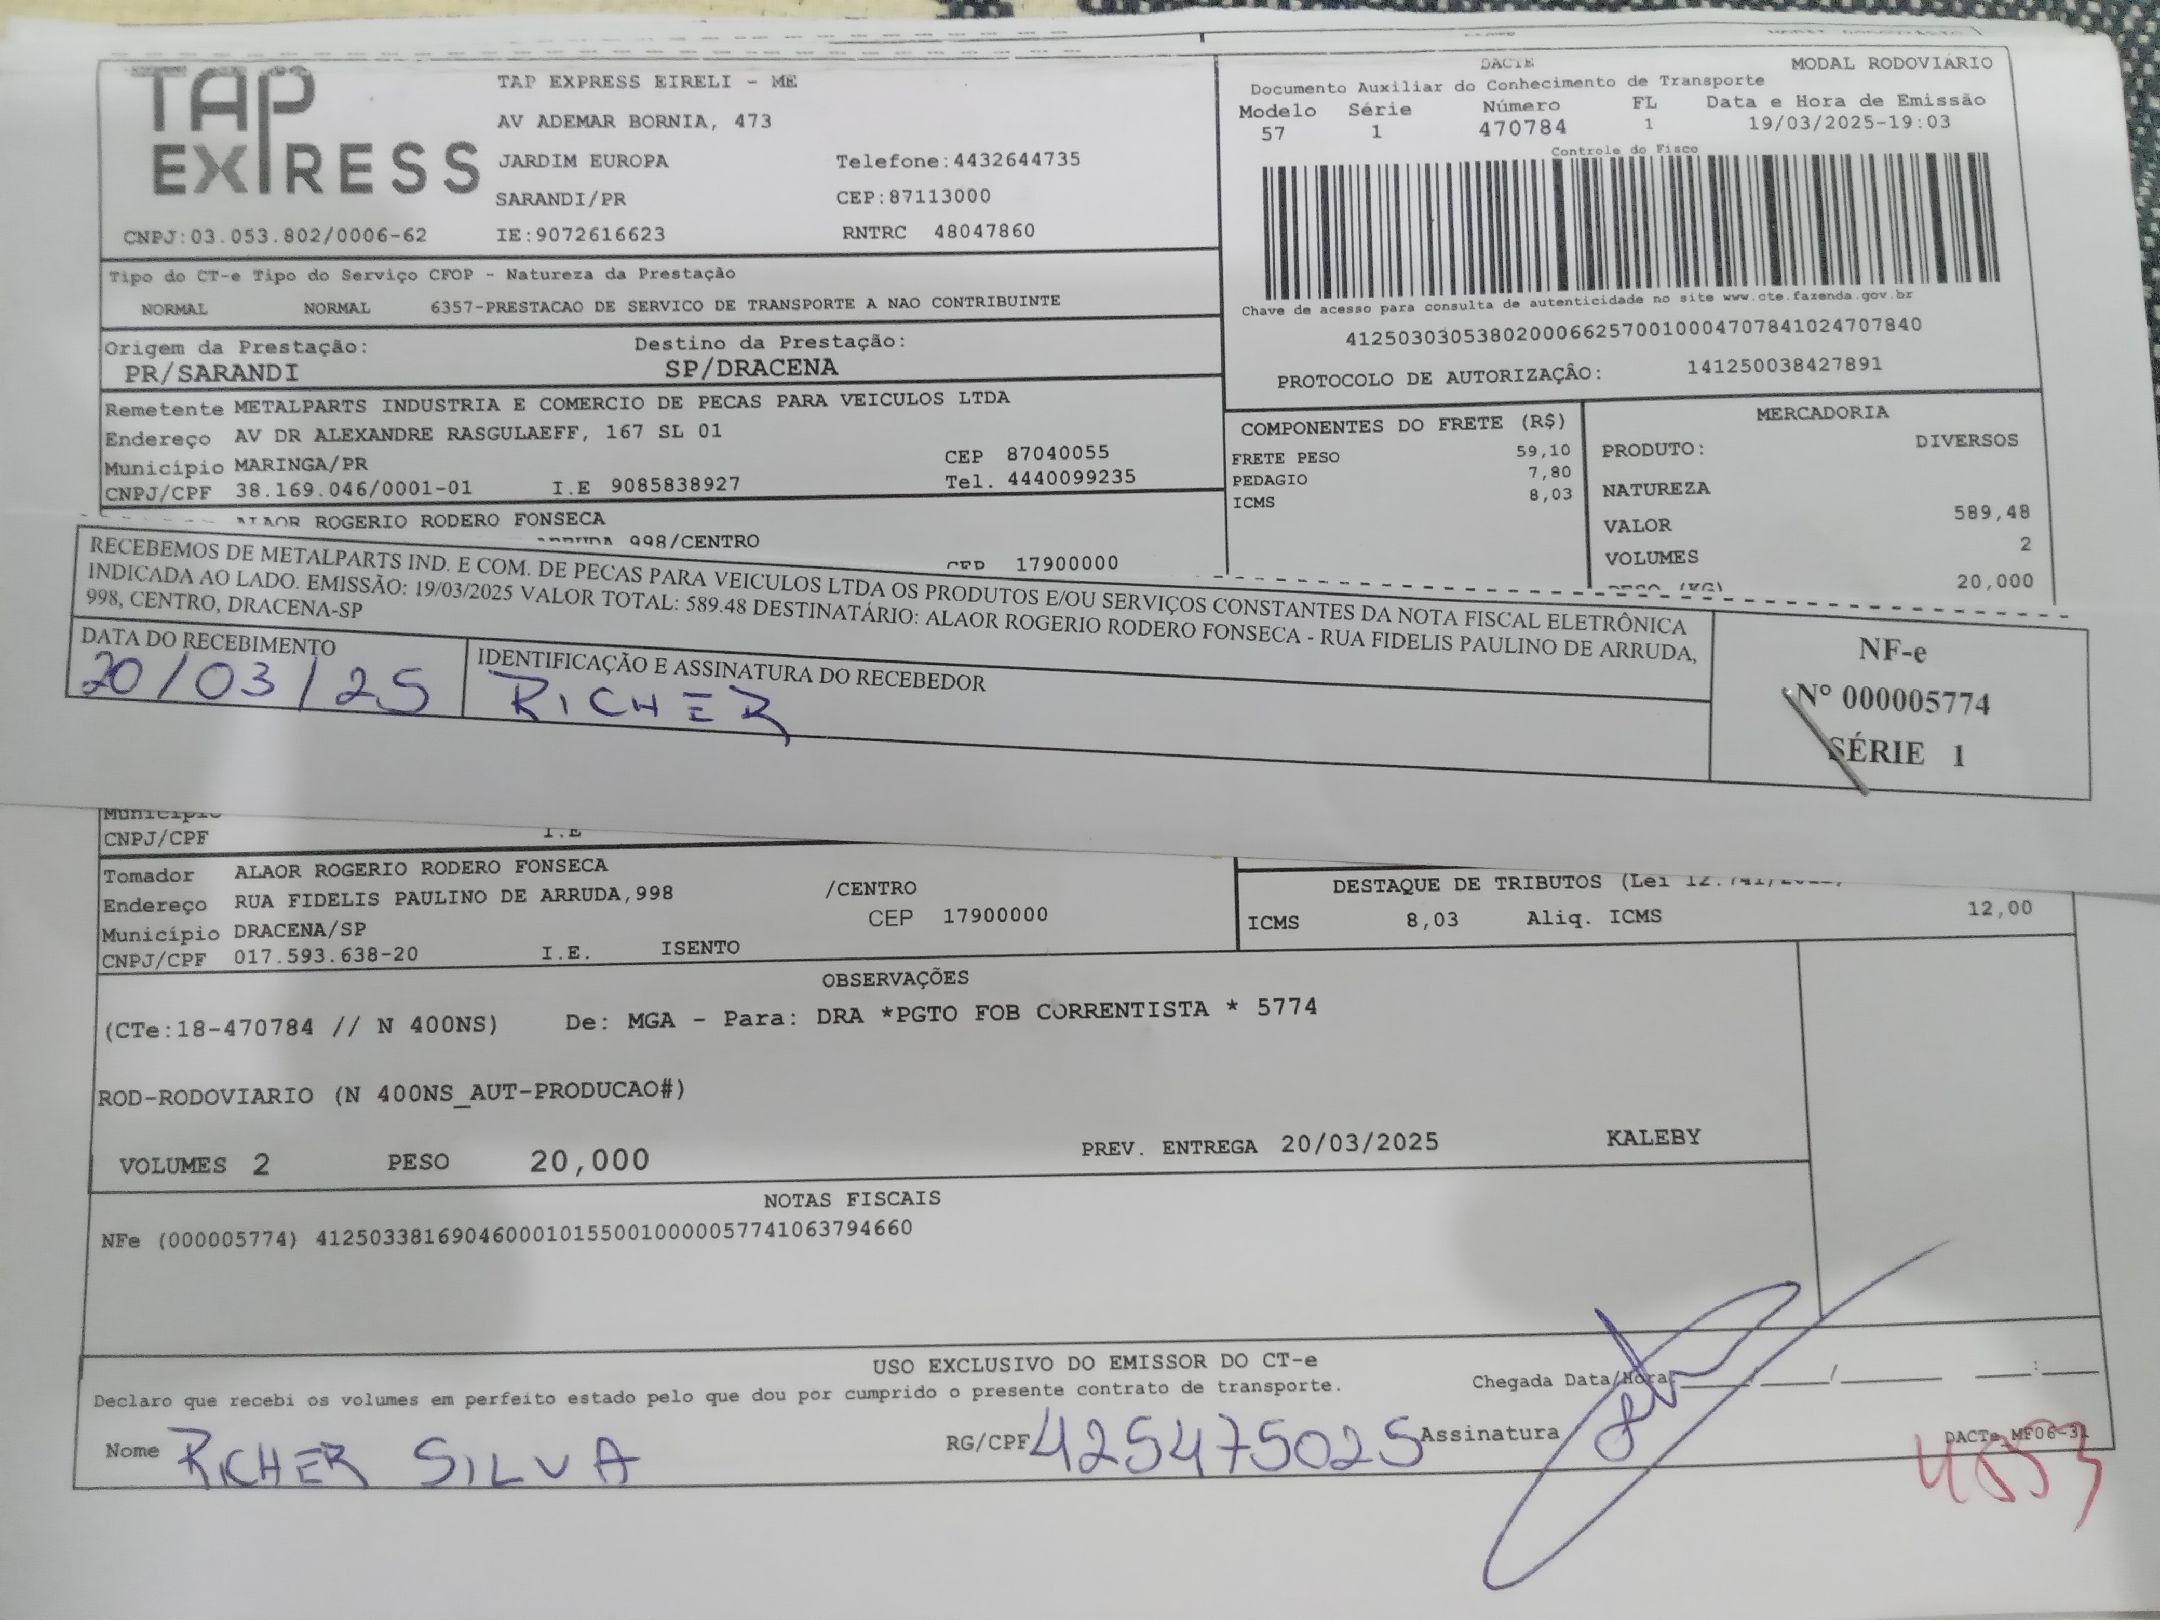 TAP EXPRESS
TAP EXPRESS EIRELI - ME
AV ADEMAR BORNIA, 473
JARDIM EUROPA Telefone:4432644735
SARANDI/PR CEP:87113000
CNPJ:03.053.802/0006-62 IE:9072616623 RNTRC 48047860
DACTE MODAL RODOVIÁRIO
Documento Auxiliar do Conhecimento de Transporte
Modelo Série Número FL Data e Hora de Emissão
57 1 470784 1 19/03/2025-19:03
Controle do Fisco
Chave de acesso para consulta de autenticidade no site www.cte.fazenda.gov.br
41250303053802000662570010004707841024707840
PROTOCOLO DE AUTORIZAÇÃO: 141250038427891
Tipo do CT-e Tipo do Serviço CFOP - Natureza da Prestação
NORMAL NORMAL 6357-PRESTACAO DE SERVICO DE TRANSPORTE A NAO CONTRIBUINTE
Origem da Prestação: Destino da Prestação:
PR/SARANDI SP/DRACENA
Remetente METALPARTS INDUSTRIA E COMERCIO DE PECAS PARA VEICULOS LTDA
Endereço AV DR ALEXANDRE RASGULAEFF, 167 SL 01
Município MARINGA/PR CEP 87040055
CNPJ/CPF 38.169.046/0001-01 I.E 9085838927 Tel. 4440099235
COMPONENTES DO FRETE (R$)
FRETE PESO 59,10
PEDAGIO 7,80
ICMS 8,03
MERCADORIA
PRODUTO: DIVERSOS
NATUREZA
VALOR 589,48
VOLUMES 2
PESO (KG) 20,000
ALAOR ROGERIO RODERO FONSECA
ARRUDA 998/CENTRO
CEP 17900000
RECEBEMOS DE METALPARTS IND. E COM. DE PECAS PARA VEICULOS LTDA OS PRODUTOS E/OU SERVIÇOS CONSTANTES DA NOTA FISCAL ELETRÔNICA
INDICADA AO LADO. EMISSÃO: 19/03/2025 VALOR TOTAL: 589.48 DESTINATÁRIO: ALAOR ROGERIO RODERO FONSECA - RUA FIDELIS PAULINO DE ARRUDA,
998, CENTRO, DRACENA-SP
DATA DO RECEBIMENTO
20/03/25
IDENTIFICAÇÃO E ASSINATURA DO RECEBEDOR
RICHER
NF-e
Nº 000005774
SÉRIE 1
Município
CNPJ/CPF I.E
Tomador ALAOR ROGERIO RODERO FONSECA
Endereço RUA FIDELIS PAULINO DE ARRUDA,998 /CENTRO
Município DRACENA/SP CEP 17900000
CNPJ/CPF 017.593.638-20 I.E. ISENTO
DESTAQUE DE TRIBUTOS (Lei
ICMS 8,03 Aliq. ICMS 12,00
OBSERVAÇÕES
(CTe:18-470784 // N 400NS) De: MGA - Para: DRA *PGTO FOB CORRENTISTA * 5774
ROD-RODOVIARIO (N 400NS_AUT-PRODUCAO#)
VOLUMES 2 PESO 20,000 PREV. ENTREGA 20/03/2025 KALEBY
NOTAS FISCAIS
NFe (000005774) 41250338169046000101550010000057741063794660
USO EXCLUSIVO DO EMISSOR DO CT-e
Declaro que recebi os volumes em perfeito estado pelo que dou por cumprido o presente contrato de transporte. Chegada Data/Hora: / / :
Nome RICHER SILVA RG/CPF 425475025 Assinatura
DACTe MF06-31